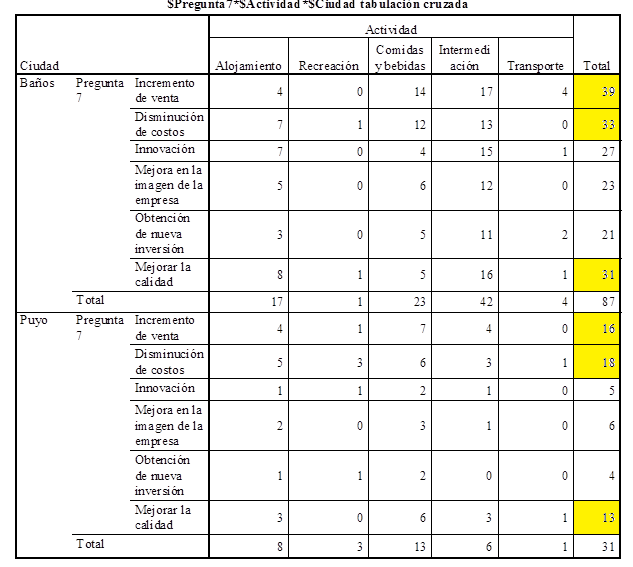 $Pregunta7*$Actividad*$Ciudad tabulación cruzada
Actividad
Ciudad Alojamiento Recreación Comidas y bebidas Intermedi ación Transporte Total
Baños Pregunta 7 Incremento de venta 4 0 14 17 4 39
Disminución de costos 7 1 12 13 0 33
Innovación 7 0 4 15 1 27
Mejora en la imagen de la empresa 5 0 6 12 0 23
Obtención de nueva inversión 3 0 5 11 2 21
Mejorar la calidad 8 1 5 16 1 31
Total 17 1 23 42 4 87
Puyo Pregunta 7 Incremento de venta 4 1 7 4 0 16
Disminución de costos 5 3 6 3 1 18
Innovación 1 1 2 1 0 5
Mejora en la imagen de la empresa 2 0 3 1 0 6
Obtención de nueva inversión 1 1 2 0 0 4
Mejorar la calidad 3 0 6 3 1 13
Total 8 3 13 6 1 31